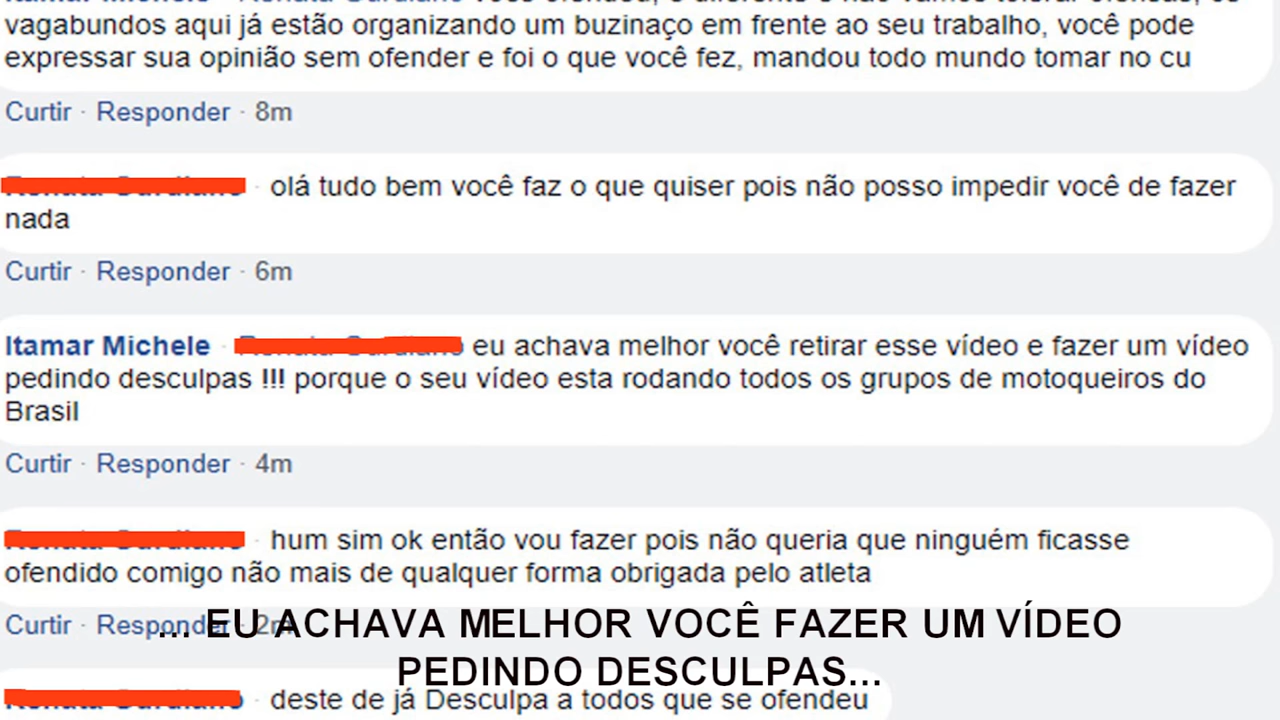 vagabundos aqui já estão organizando um buzinaço em frente ao seu trabalho, você pode
expressar sua opinião sem ofender e foi o que você fez, mandou todo mundo tomar no cu
Curtir · Responder · 8m
· olá tudo bem você faz o que quiser pois não posso impedir você de fazer
nada
Curtir · Responder · 6m
Itamar Michele · eu achava melhor você retirar esse vídeo e fazer um vídeo
pedindo desculpas !!! porque o seu vídeo esta rodando todos os grupos de motoqueiros do
Brasil
Curtir · Responder · 4m
· hum sim ok então vou fazer pois não queria que ninguém ficasse
ofendido comigo não mais de qualquer forma obrigada pelo atleta
Curtir · Responder · 2m
... EU ACHAVA MELHOR VOCÊ FAZER UM VÍDEO
PEDINDO DESCULPAS...
· deste de já Desculpa a todos que se ofendeu